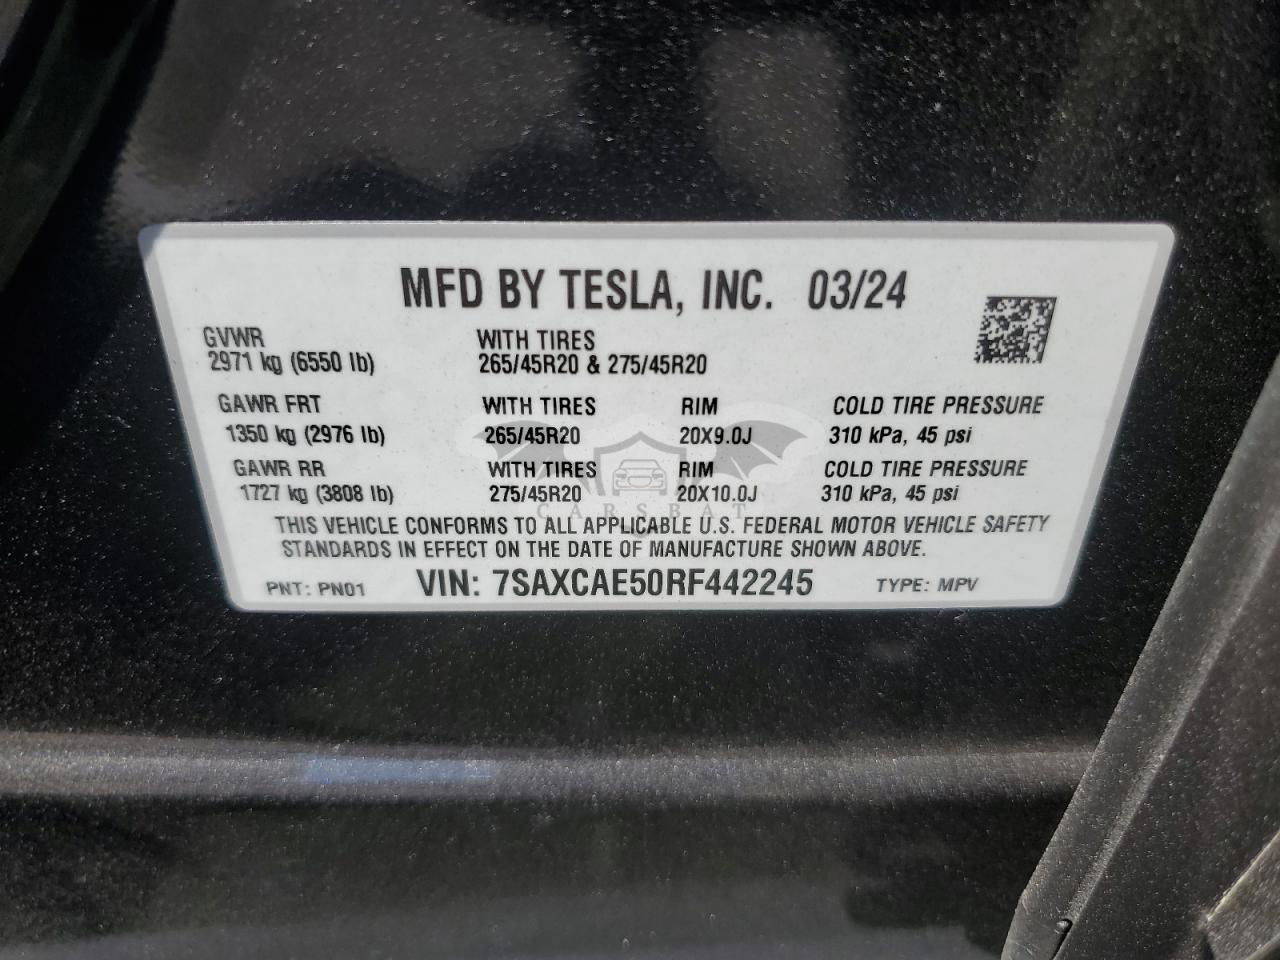 MFD BY TESLA, INC. 03/24
GVWR WITH TIRES
2971 kg (6550 lb) 265/45R20 & 275/45R20
GAWR FRT WITH TIRES RIM COLD TIRE PRESSURE
1350 kg (2976 lb) 265/45R20 20X9.0J 310 kPa, 45 psi
GAWR RR WITH TIRES RIM COLD TIRE PRESSURE
1727 kg (3808 lb) 275/45R20 20X10.0J 310 kPa, 45 psi
CARSBAT
THIS VEHICLE CONFORMS TO ALL APPLICABLE U.S. FEDERAL MOTOR VEHICLE SAFETY
STANDARDS IN EFFECT ON THE DATE OF MANUFACTURE SHOWN ABOVE.
PNT: PN01 VIN: 7SAXCAE50RF442245 TYPE: MPV